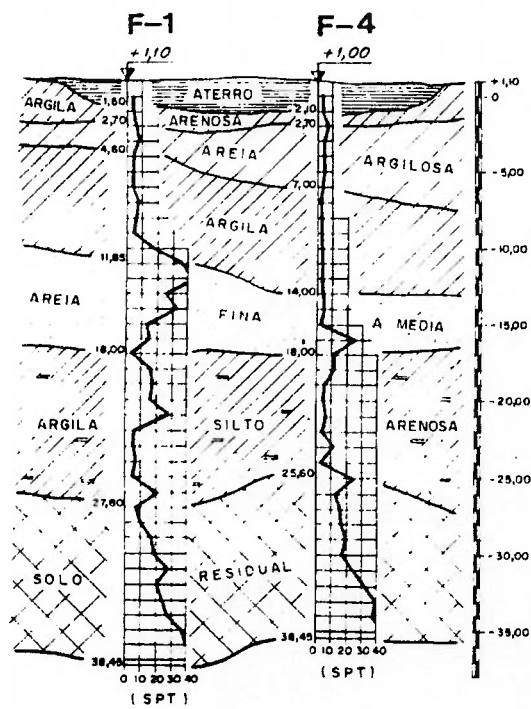 F-1 F-4
+1,10 +1,00
+1,10
0
ATERRO
ARGILA 1,60 2,10
2,70 ARENOSA 2,70
4,60 AREIA ARGILOSA
-5,00
7,00
ARGILA
11,85 -10,00
14,00
AREIA FINA A MEDIA
-15,00
18,00 18,00
-20,00
ARGILA SILTO ARENOSA
25,60 -25,00
27,60
-30,00
SOLO RESIDUAL
-35,00
38,45 36,45
0 10 20 30 40 0 10 20 30 40
(SPT) (SPT)